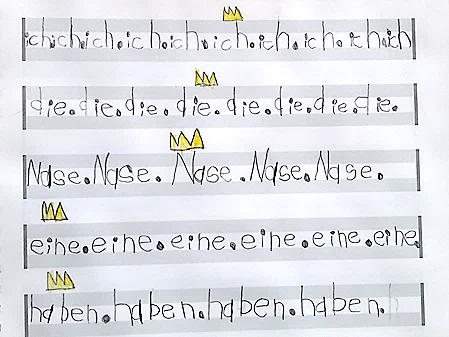 ichichich.ich.ich.ich.ich.ich.ich.ich
die.die.die.die.die.die.die.die.
Nase.Nase.Nase.Nase.Nase.
eine.eine.eine.eine.eine.eine.
haben.haben.haben.haben.